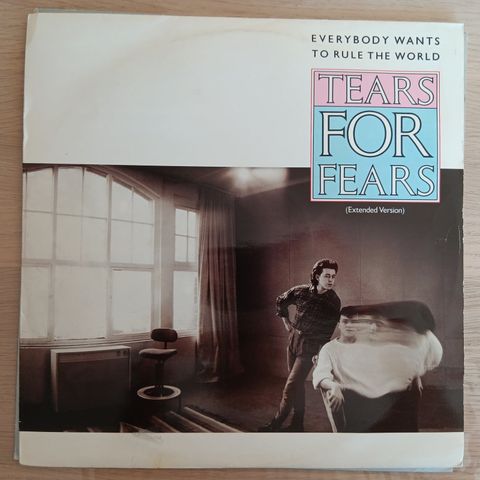 EVERYBODY WANTS
TO RULE THE WORLD
TEARS
FOR
FEARS
(Extended Version)